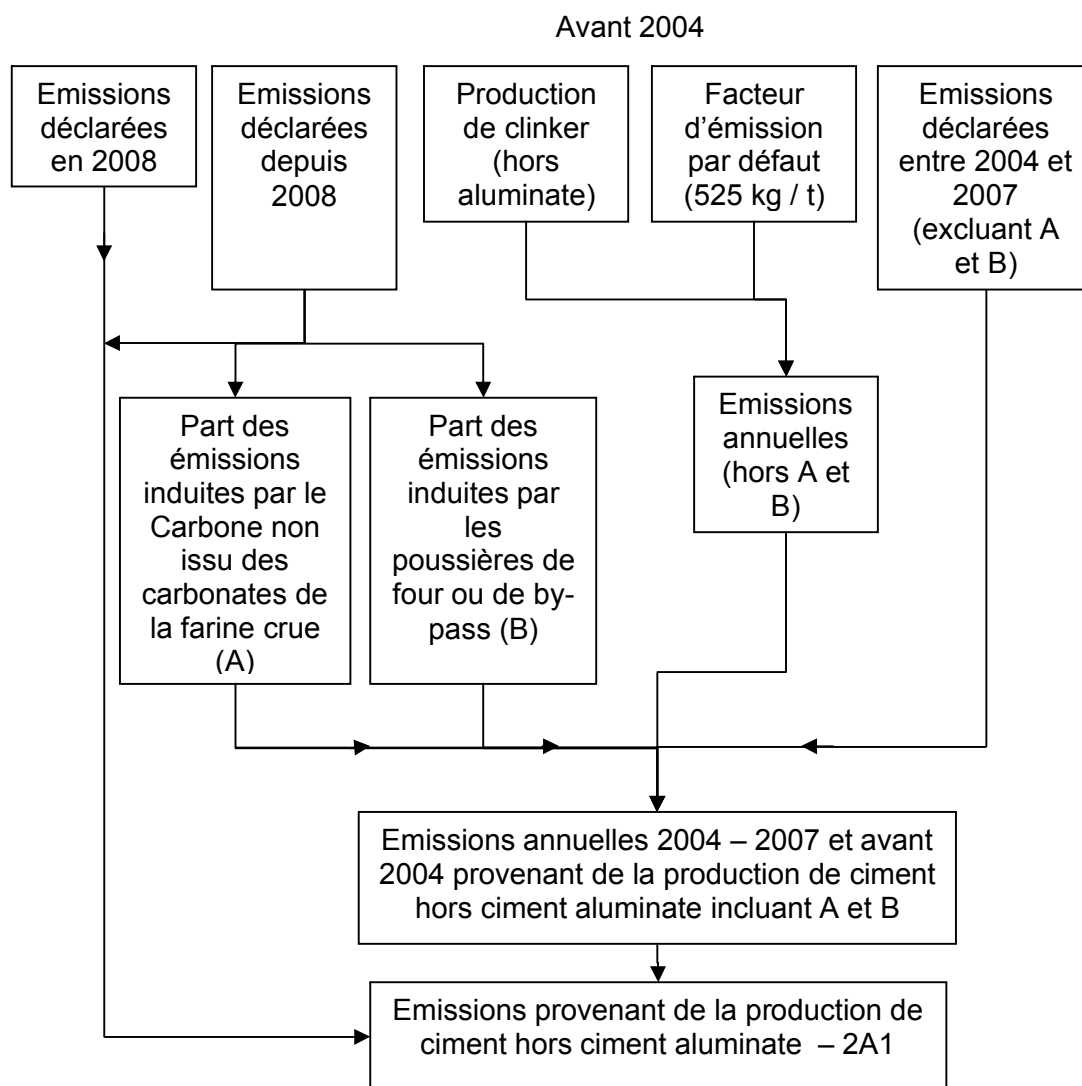 Avant 2004
Emissions
déclarées
en 2008
Emissions
déclarées
depuis
2008
Production
de clinker
(hors
aluminate)
Facteur
d’émission
par défaut
(525 kg / t)
Emissions
déclarées
entre 2004 et
2007
(excluant A
et B)
Part des
émissions
induites par le
Carbone non
issu des
carbonates de
la farine crue
(A)
Part des
émissions
induites par
les
poussières de
four ou de by-
pass (B)
Emissions
annuelles
(hors A et
B)
Emissions annuelles 2004 – 2007 et avant
2004 provenant de la production de ciment
hors ciment aluminate incluant A et B
Emissions provenant de la production de
ciment hors ciment aluminate – 2A1